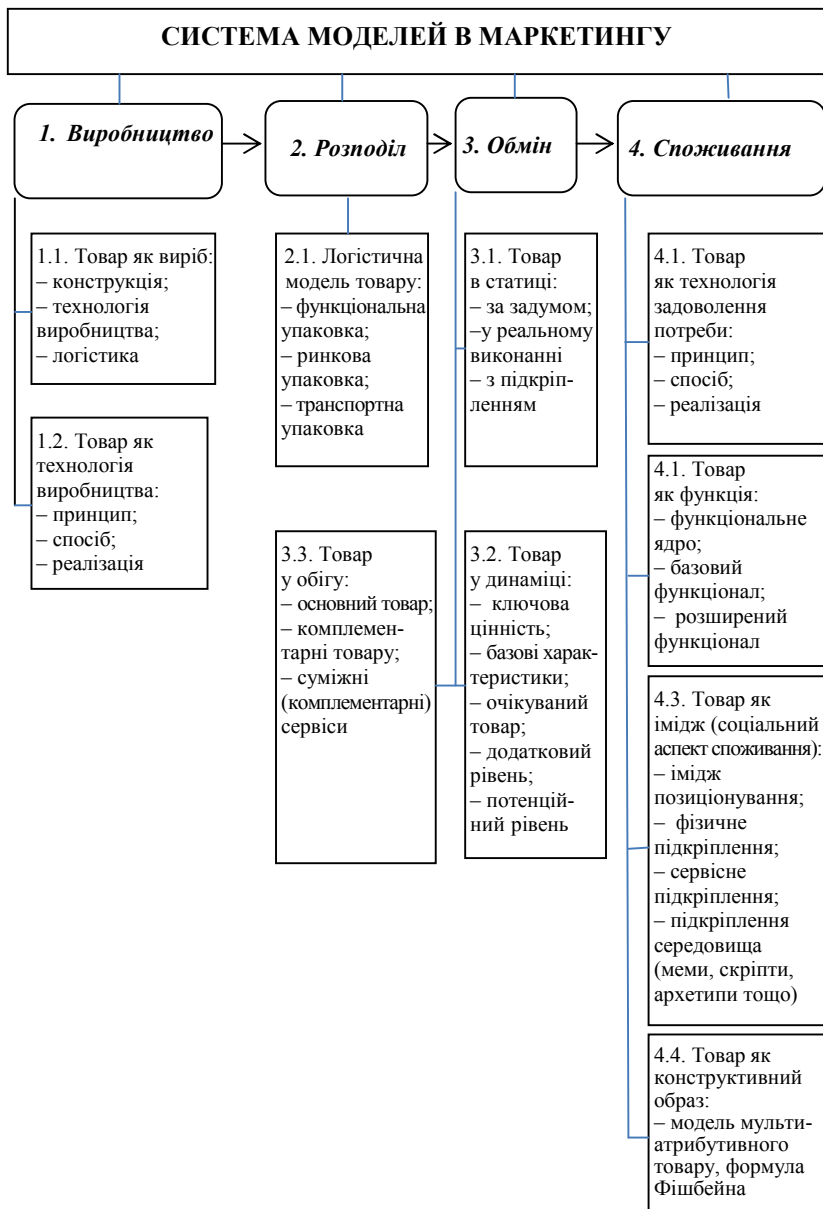 СИСТЕМА МОДЕЛЕЙ В МАРКЕТИНГУ
1. Виробництво
2. Розподіл
3. Обмін
4. Споживання
1.1. Товар як виріб:
– конструкція;
– технологія
виробництва;
– логістика
1.2. Товар як
технологія
виробництва:
– принцип;
– спосіб;
– реалізація
2.1. Логістична
модель товару:
– функціональна
упаковка;
– ринкова
упаковка;
– транспортна
упаковка
3.3. Товар
у обігу:
– основний товар;
– комплемен-
тарні товару;
– суміжні
(комплементарні)
сервіси
3.1. Товар
в статиці:
– за задумом;
–у реальному
виконанні
– з підкріп-
ленням
3.2. Товар
у динаміці:
– ключова
цінність;
– базові харак-
теристики;
– очікуваний
товар;
– додатковий
рівень;
– потенцій-
ний рівень
4.1. Товар
як технологія
задоволення
потреби:
– принцип;
– спосіб;
– реалізація
4.1. Товар
як функція:
– функціональне
ядро;
– базовий
функціонал;
– розширений
функціонал
4.3. Товар як
імідж (соціальний
аспект споживання):
– імідж
позиціонування;
– фізичне
підкріплення;
– сервісне
підкріплення;
– підкріплення
середовища
(меми, скріпти,
архетипи тощо)
4.4. Товар як
конструктивний
образ:
– модель мульти-
атрибутивного
товару, формула
Фішбейна